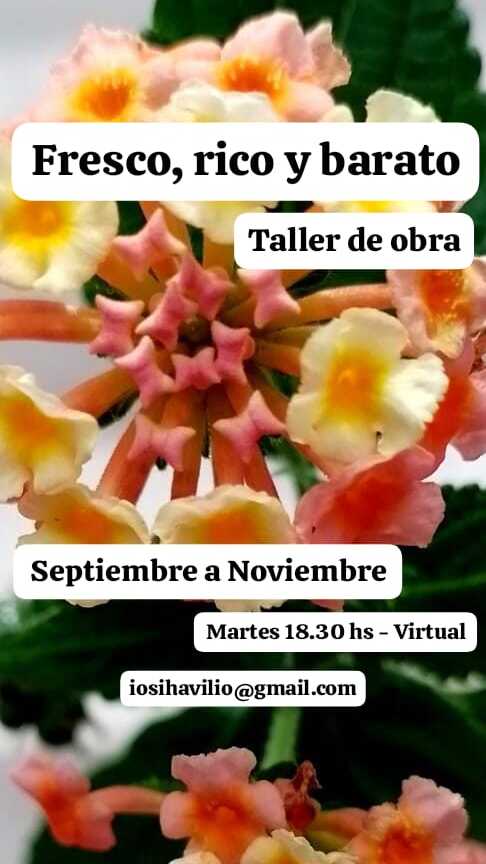 Fresco, rico y barato
Taller de obra
Septiembre a Noviembre
Martes 18.30 hs - Virtual
iosihavilio@gmail.com